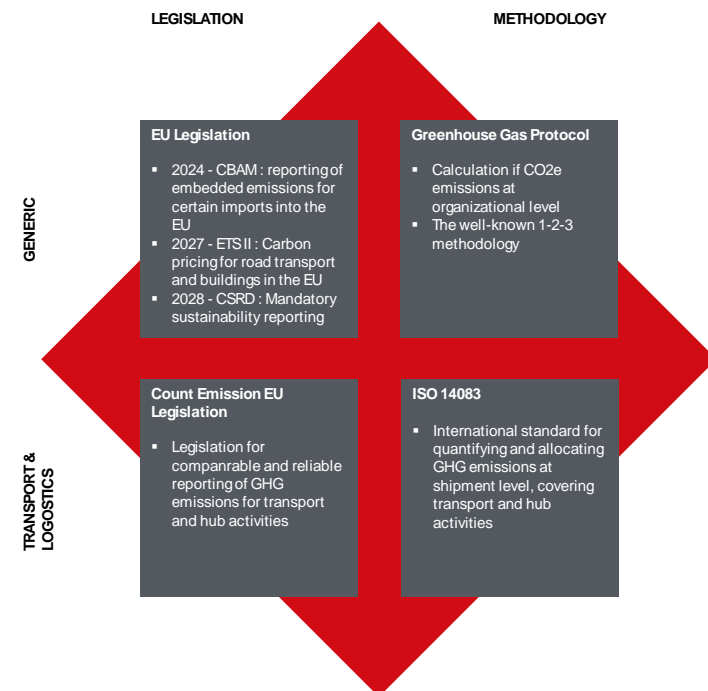 LEGISLATION
METHODOLOGY
GENERIC
EU Legislation
▪ 2024 - CBAM : reporting of
embedded emissions for
certain imports into the
EU
▪ 2027 - ETS II : Carbon
pricing for road transport
and buildings in the EU
▪ 2028 - CSRD : Mandatory
sustainability reporting
Greenhouse Gas Protocol
▪ Calculation if CO2e
emissions at
organizational level
▪ The well-known 1-2-3
methodology
TRANSPORT &
LOGOSTICS
Count Emission EU
Legislation
▪ Legislation for
companrable and reliable
reporting of GHG
emissions for transport
and hub activities
ISO 14083
▪ International standard for
quantifying and allocating
GHG emissions at
shipment level, covering
transport and hub
activities